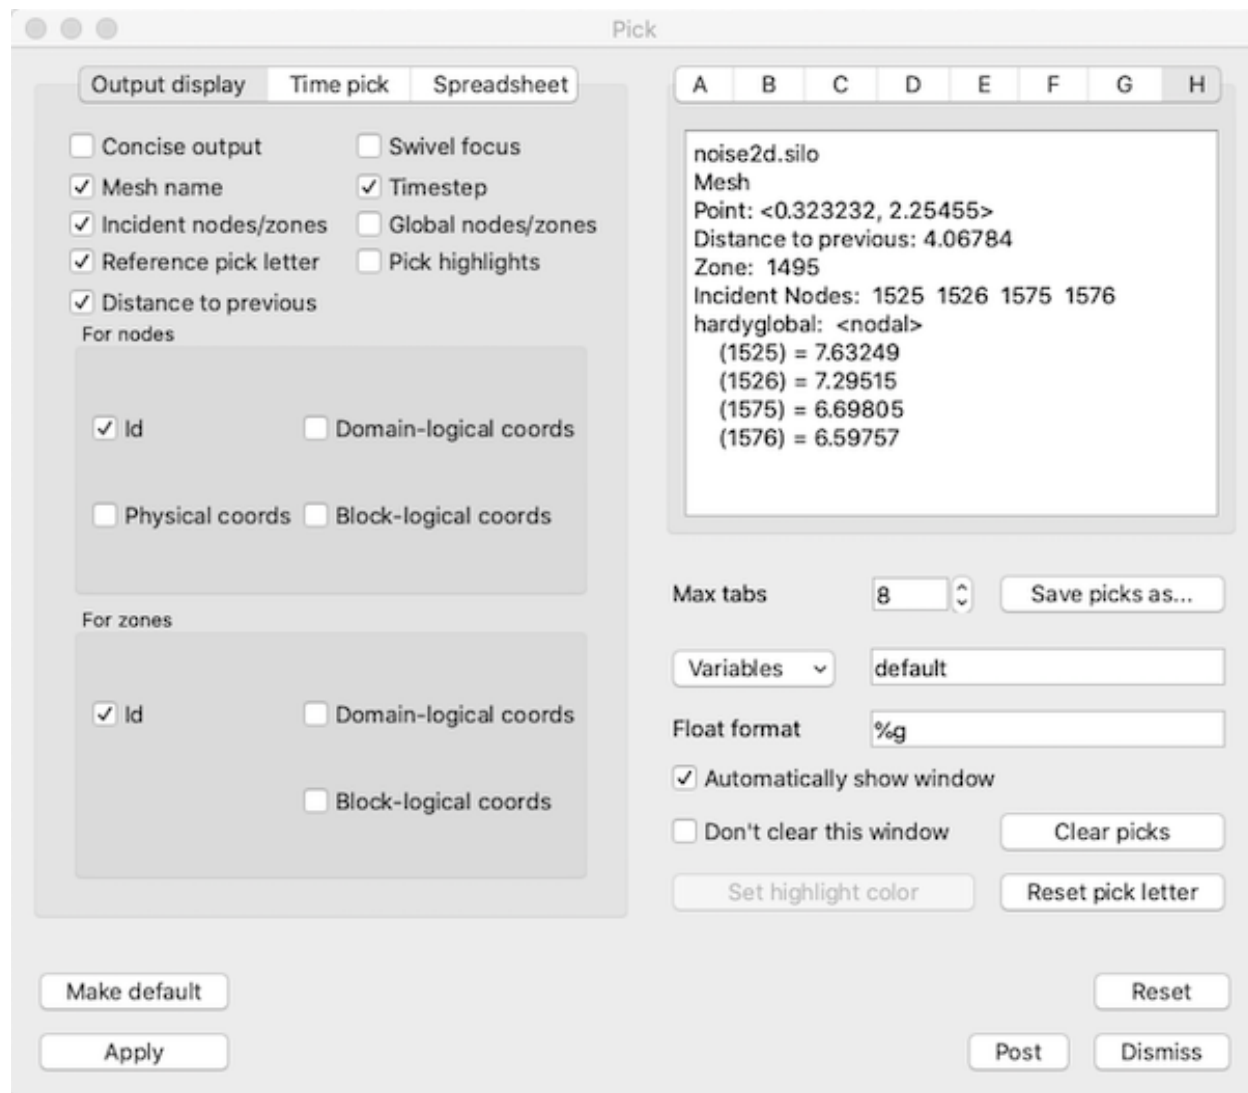 Pick
Output display Time pick Spreadsheet
Concise output Swivel focus
Mesh name Timestep
Incident nodes/zones Global nodes/zones
Reference pick letter Pick highlights
Distance to previous
For nodes
Id Domain-logical coords
Physical coords Block-logical coords
For zones
Id Domain-logical coords
Block-logical coords
A B C D E F G H
noise2d.silo
Mesh
Point: <0.323232, 2.25455>
Distance to previous: 4.06784
Zone: 1495
Incident Nodes: 1525 1526 1575 1576
hardyglobal: <nodal>
(1525) = 7.63249
(1526) = 7.29515
(1575) = 6.69805
(1576) = 6.59757
Max tabs 8 Save picks as...
Variables default
Float format %g
Automatically show window
Don't clear this window Clear picks
Set highlight color Reset pick letter
Make default Reset
Apply Post Dismiss